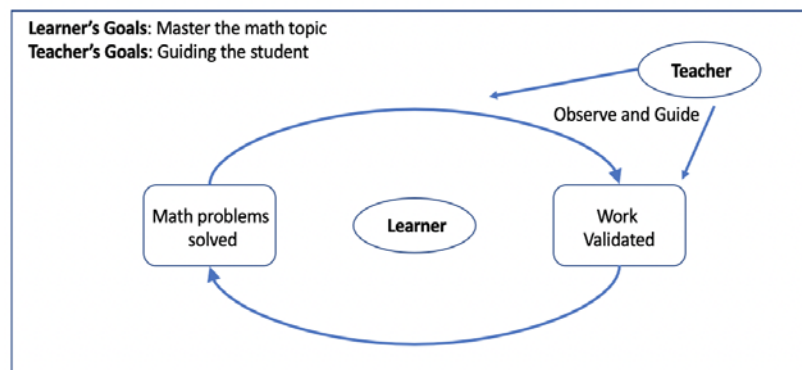 Learner's Goals: Master the math topic
Teacher's Goals: Guiding the student
Teacher
Observe and Guide
Math problems
solved
Learner
Work
Validated